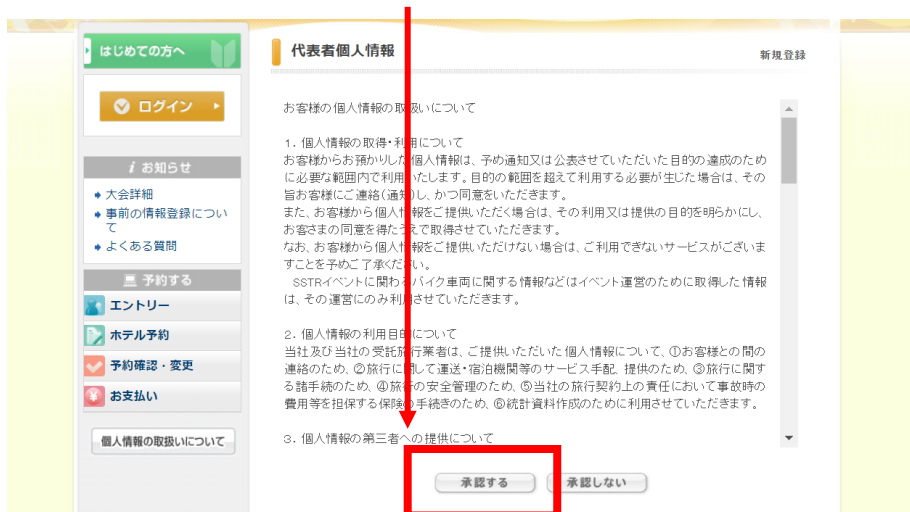 はじめての方へ
ログイン
i お知らせ
大会詳細
事前の情報登録につい
て
よくある質問
予約する
エントリー
ホテル予約
予約確認・変更
お支払い
個人情報の取扱いについて
代表者個人情報
新規登録
お客様の個人情報の取扱いについて
1. 個人情報の取得・利用について
お客様からお預かりした個人情報は、予め通知又は公表させていただいた目的の達成のため
に必要な範囲内で利用いたします。目的の範囲を超えて利用する必要が生じた場合は、その
旨お客様にご連絡(通知)し、かつ同意をいただきます。
また、お客様から個人情報をご提供いただく場合は、その利用又は提供の目的を明らかにし、
お客さまの同意を得たうえで取得させていただきます。
なお、お客様から個人情報をご提供いただけない場合は、ご利用できないサービスがございま
すことを予めご了承ください。
SSTRイベントに関わるバイク車両に関する情報などはイベント運営のために取得した情報
は、その運営にのみ利用させていただきます。
2. 個人情報の利用目的について
当社及び当社の受託旅行業者は、ご提供いただいた個人情報について、①お客様との間の
連絡のため、②旅行に関して運送・宿泊機関等のサービス手配、提供のため、③旅行に関す
る諸手続のため、④旅行の安全管理のため、⑤当社の旅行契約上の責任において事故時の
費用等を担保する保険の手続きのため、⑥統計資料作成のために利用させていただきます。
3. 個人情報の第三者への提供について
承認する
承認しない